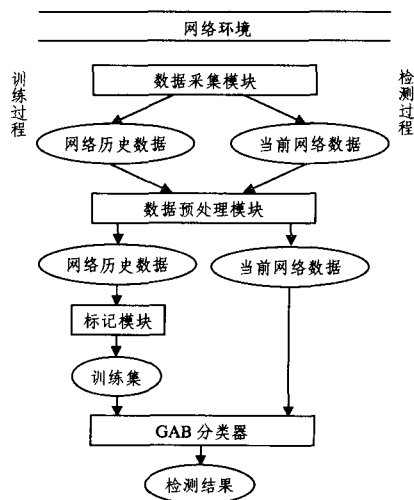 网络环境
训练过程
检测过程
数据采集模块
网络历史数据
当前网络数据
数据预处理模块
网络历史数据
当前网络数据
标记模块
训练集
GAB 分类器
检测结果